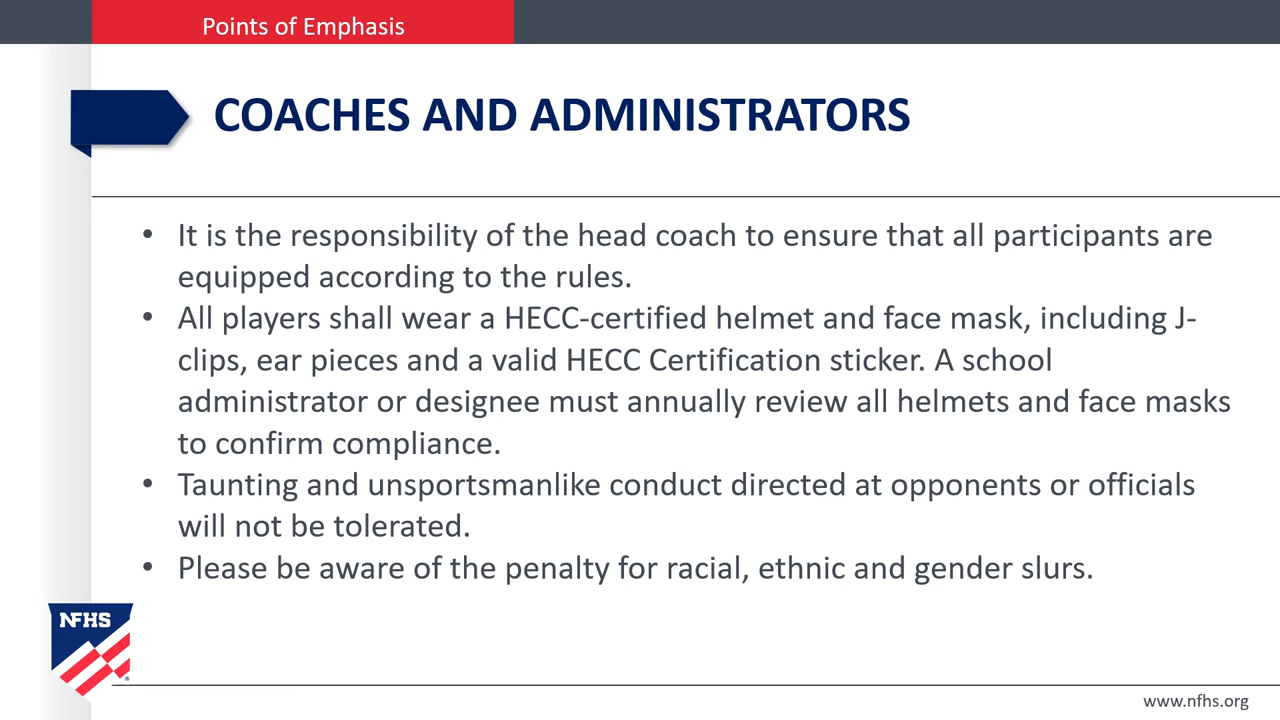 Points of Emphasis
COACHES AND ADMINISTRATORS
• It is the responsibility of the head coach to ensure that all participants are
equipped according to the rules.
• All players shall wear a HECC-certified helmet and face mask, including J-
clips, ear pieces and a valid HECC Certification sticker. A school
administrator or designee must annually review all helmets and face masks
to confirm compliance.
• Taunting and unsportsmanlike conduct directed at opponents or officials
will not be tolerated.
• Please be aware of the penalty for racial, ethnic and gender slurs.
NFHS
®
www.nfhs.org